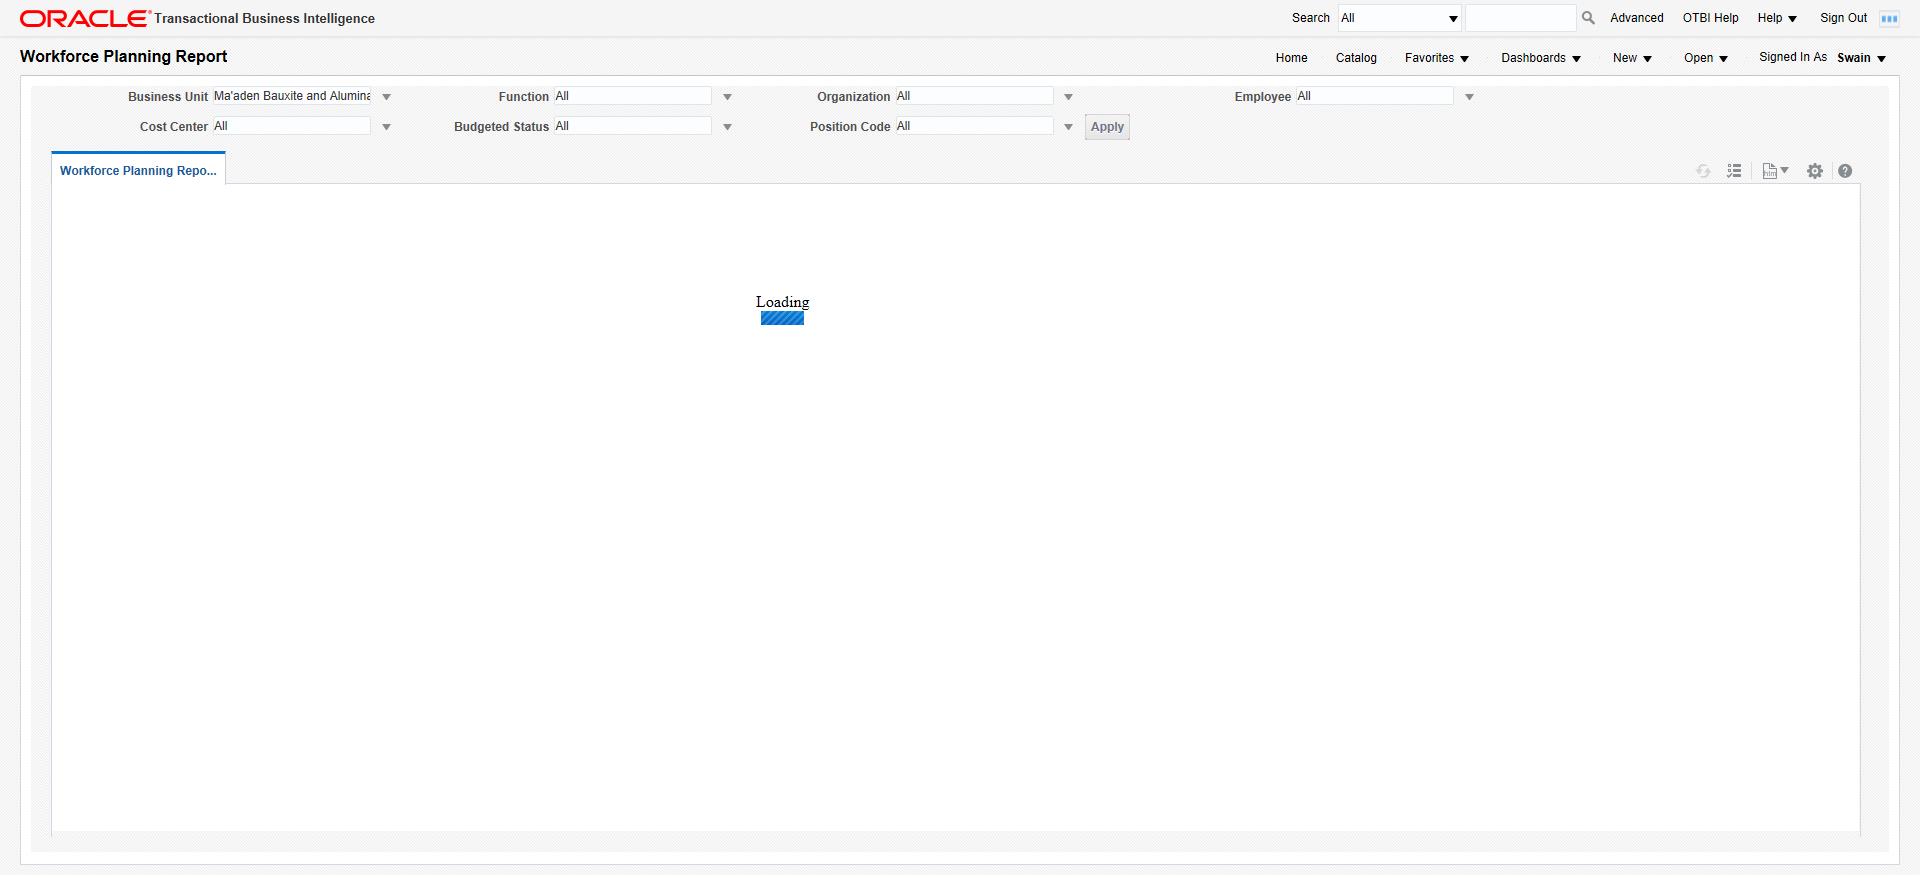 ORACLE Transactional Business Intelligence Search All Advanced OTBI Help Help Sign Out
Workforce Planning Report Home Catalog Favorites Dashboards New Open Signed In As Swain
Business Unit Ma'aden Bauxite and Alumina Function All Organization All Employee All
Cost Center All Budgeted Status All Position Code All Apply
Workforce Planning Repo... htm ?
Loading